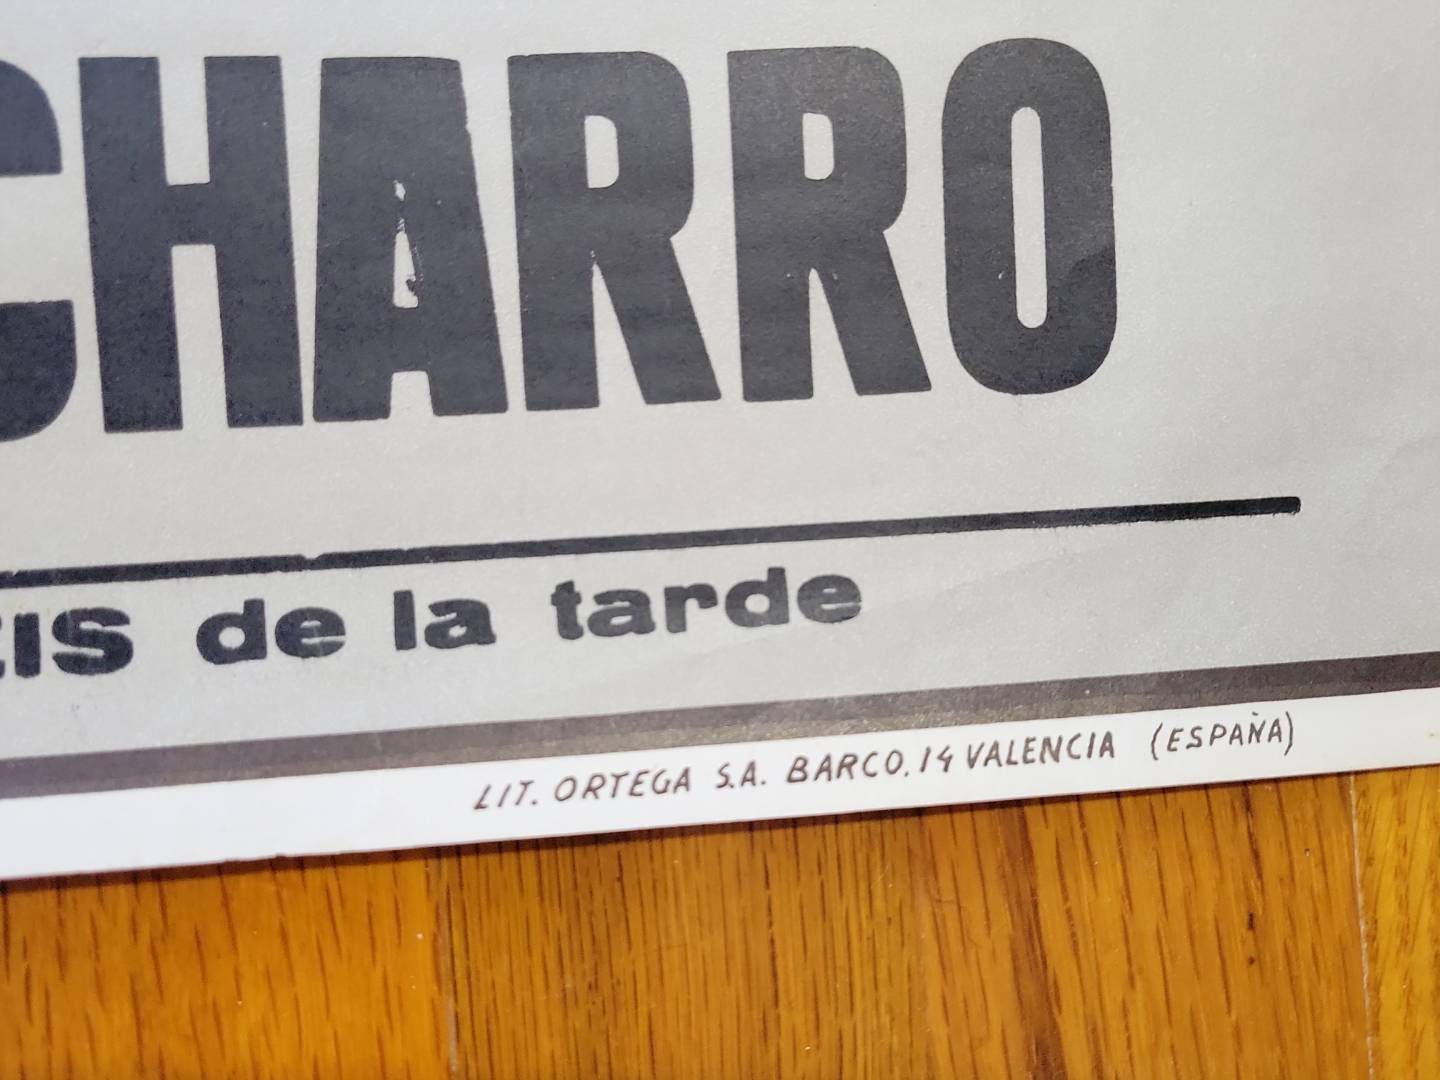 CHARRO
de la tarde
LIT. ORTEGA S.A. BARCO, 14 VALENCIA (ESPAÑA)